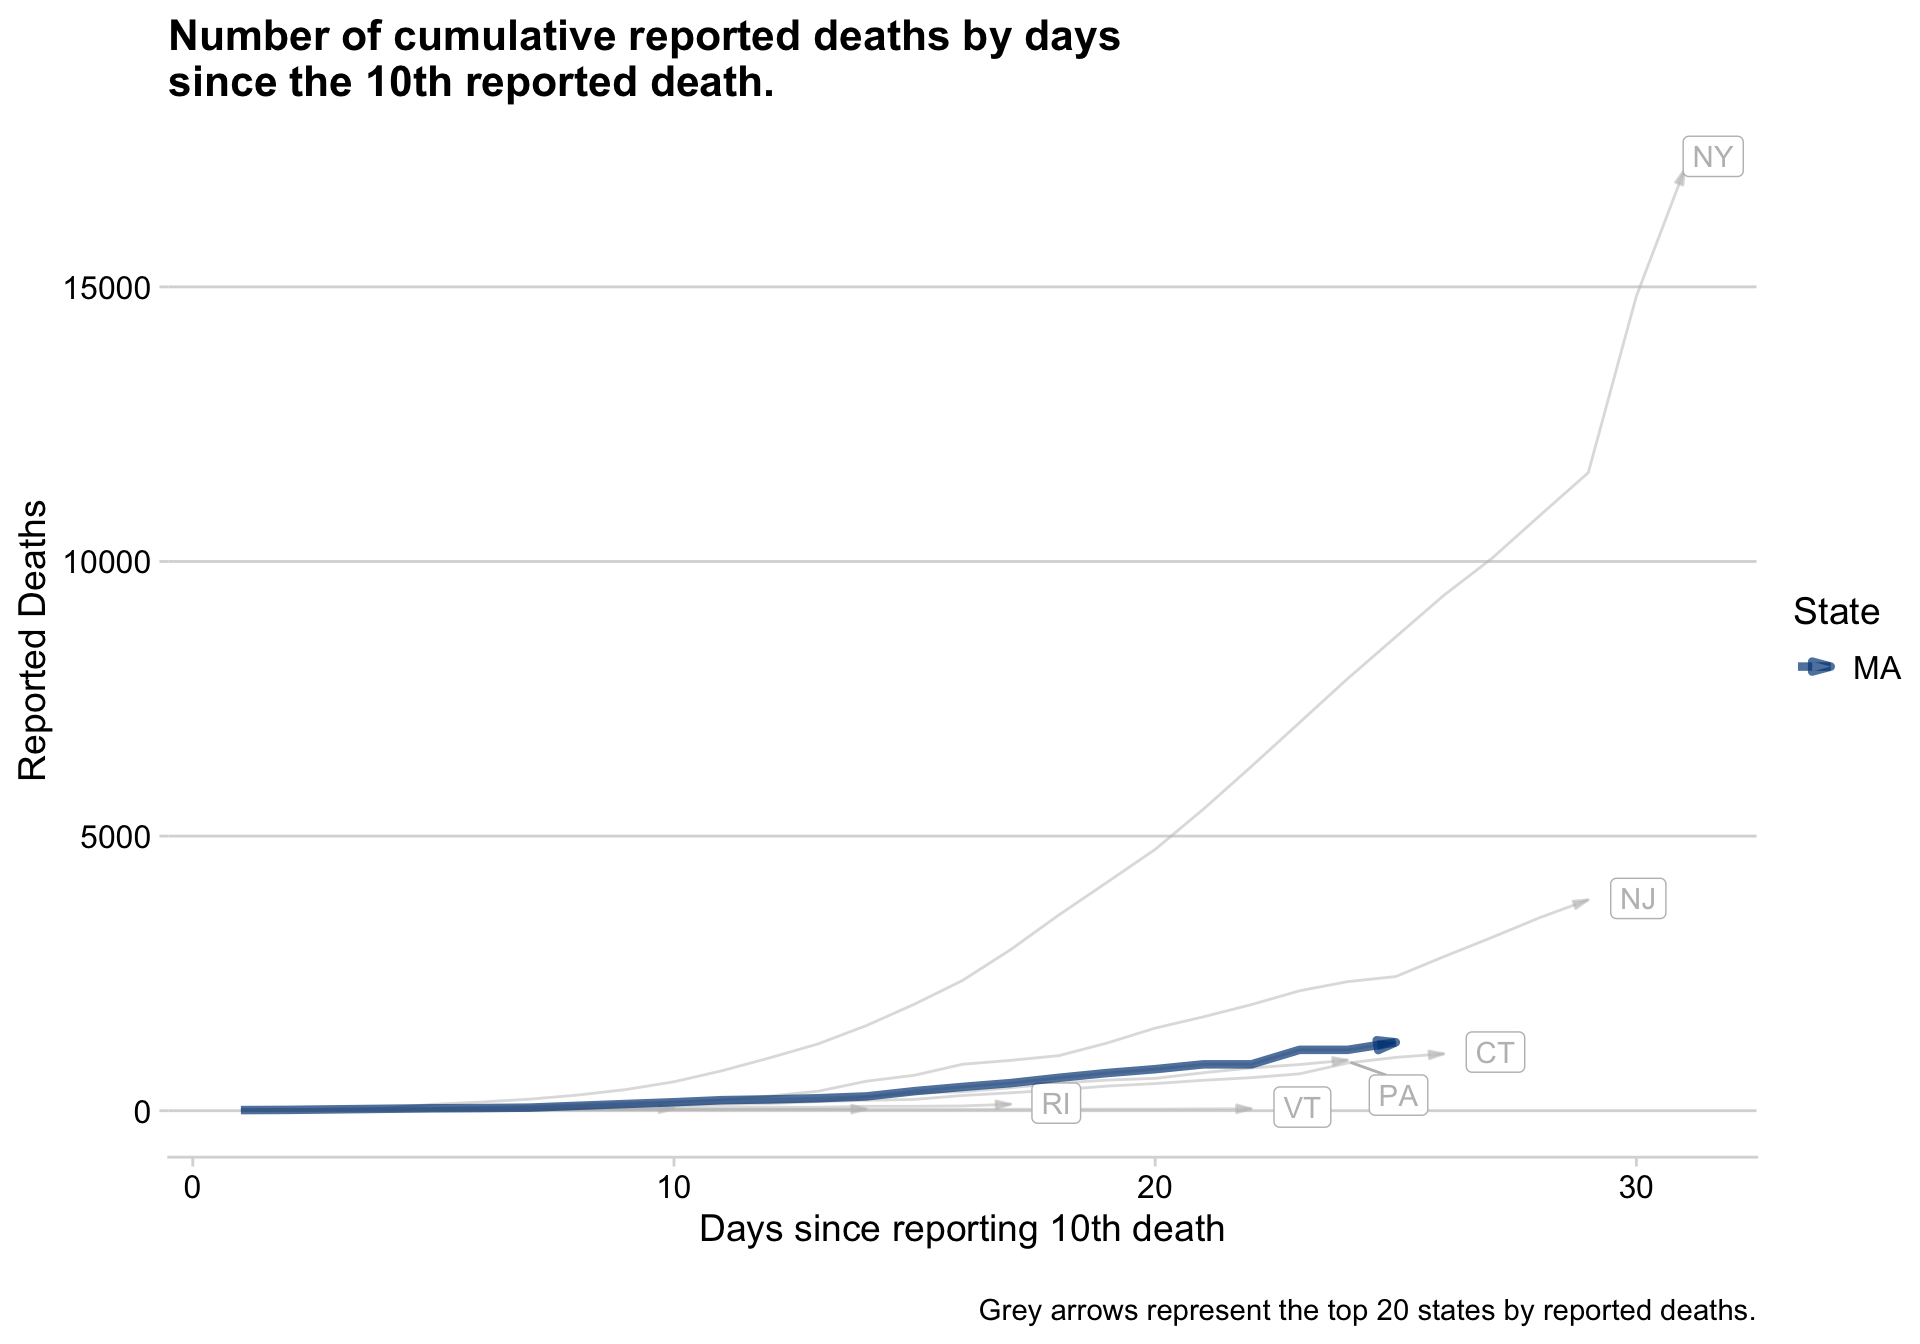 Number of cumulative reported deaths by days
since the 10th reported death.
NY
15000
10000
5000
0
Reported Deaths
NJ
CT
PA
RI
VT
State
MA
0 10 20 30
Days since reporting 10th death
Grey arrows represent the top 20 states by reported deaths.